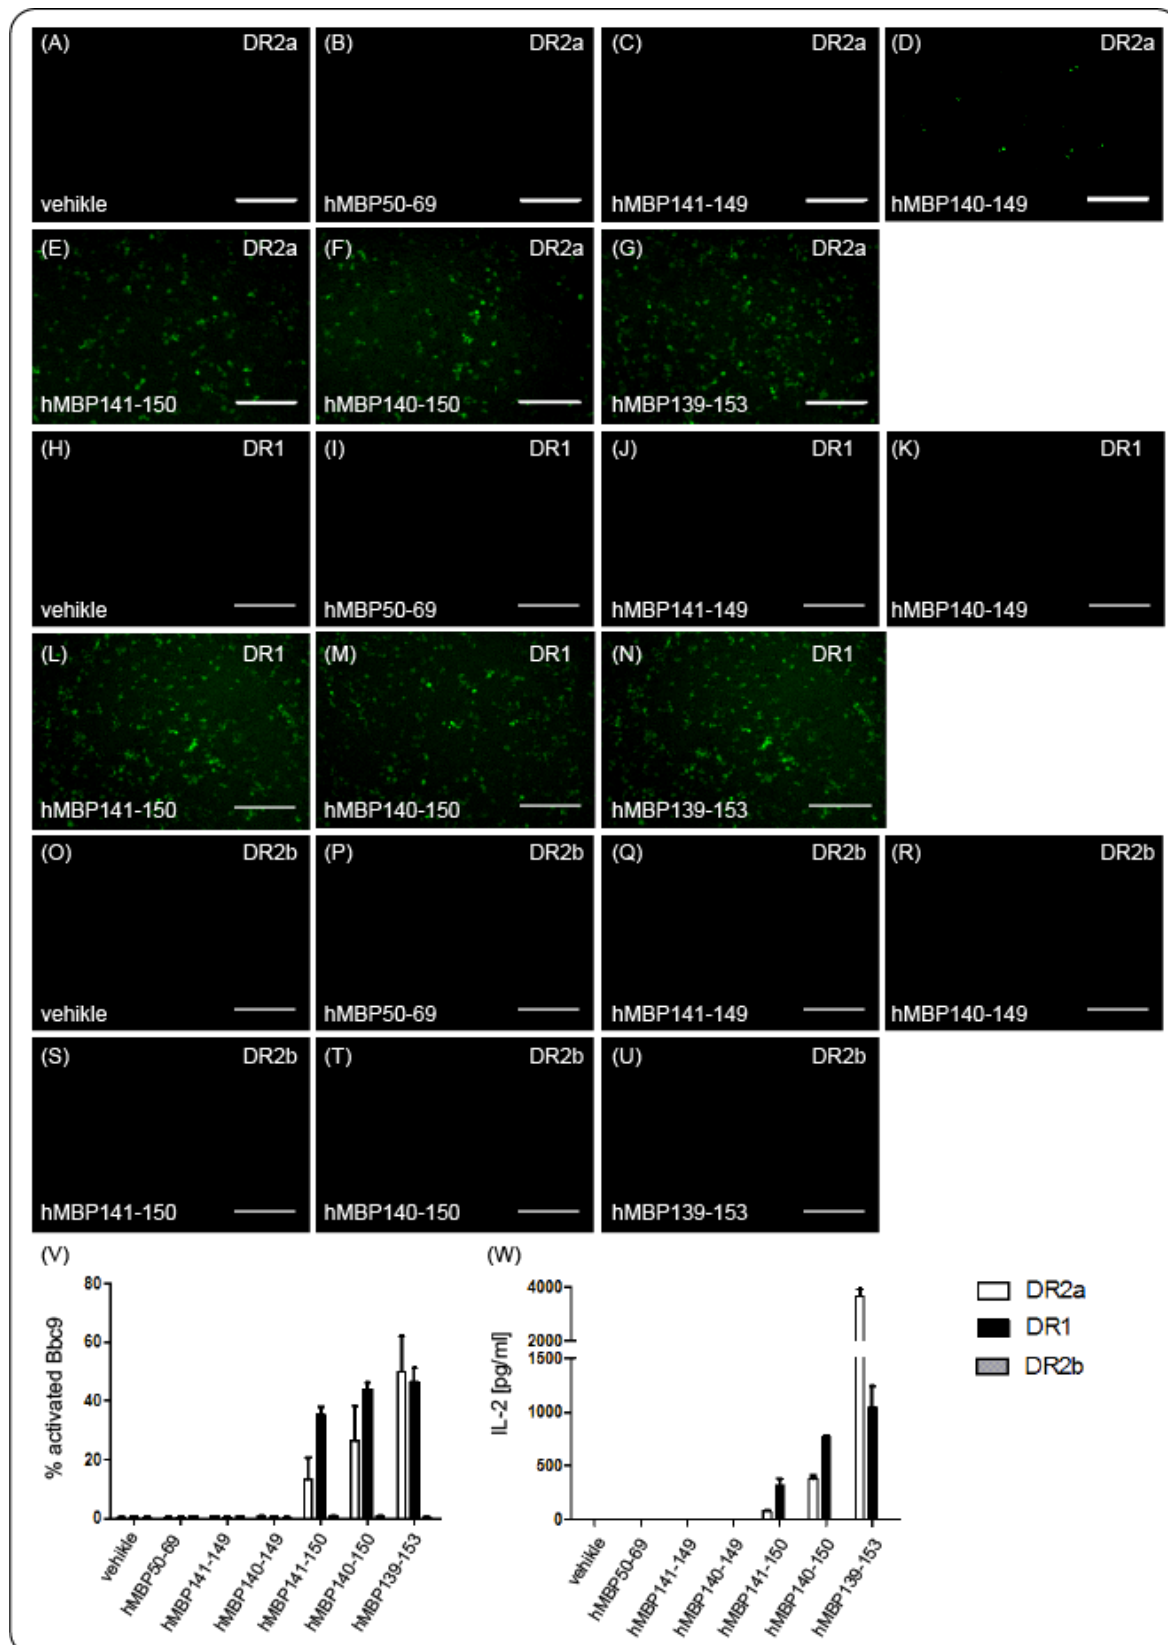 (A) DR2a (B) DR2a (C) DR2a (D) DR2a
vehikle hMBP50-69 hMBP141-149 hMBP140-149
(E) DR2a (F) DR2a (G) DR2a
hMBP141-150 hMBP140-150 hMBP139-153
(H) DR1 (I) DR1 (J) DR1 (K) DR1
vehikle hMBP50-69 hMBP141-149 hMBP140-149
(L) DR1 (M) DR1 (N) DR1
hMBP141-150 hMBP140-150 hMBP139-153
(O) DR2b (P) DR2b (Q) DR2b (R) DR2b
vehikle hMBP50-69 hMBP141-149 hMBP140-149
(S) DR2b (T) DR2b (U) DR2b
hMBP141-150 hMBP140-150 hMBP139-153
(V)
% activated Bbc9
80
60
40
20
0
vehikle
hMBP50-69
hMBP141-149
hMBP140-149
hMBP141-150
hMBP140-150
hMBP139-153
(W)
IL-2 [pg/ml]
4000
2000
1500
1000
500
0
vehikle
hMBP50-69
hMBP141-149
hMBP140-149
hMBP141-150
hMBP140-150
hMBP139-153
DR2a
DR1
DR2b